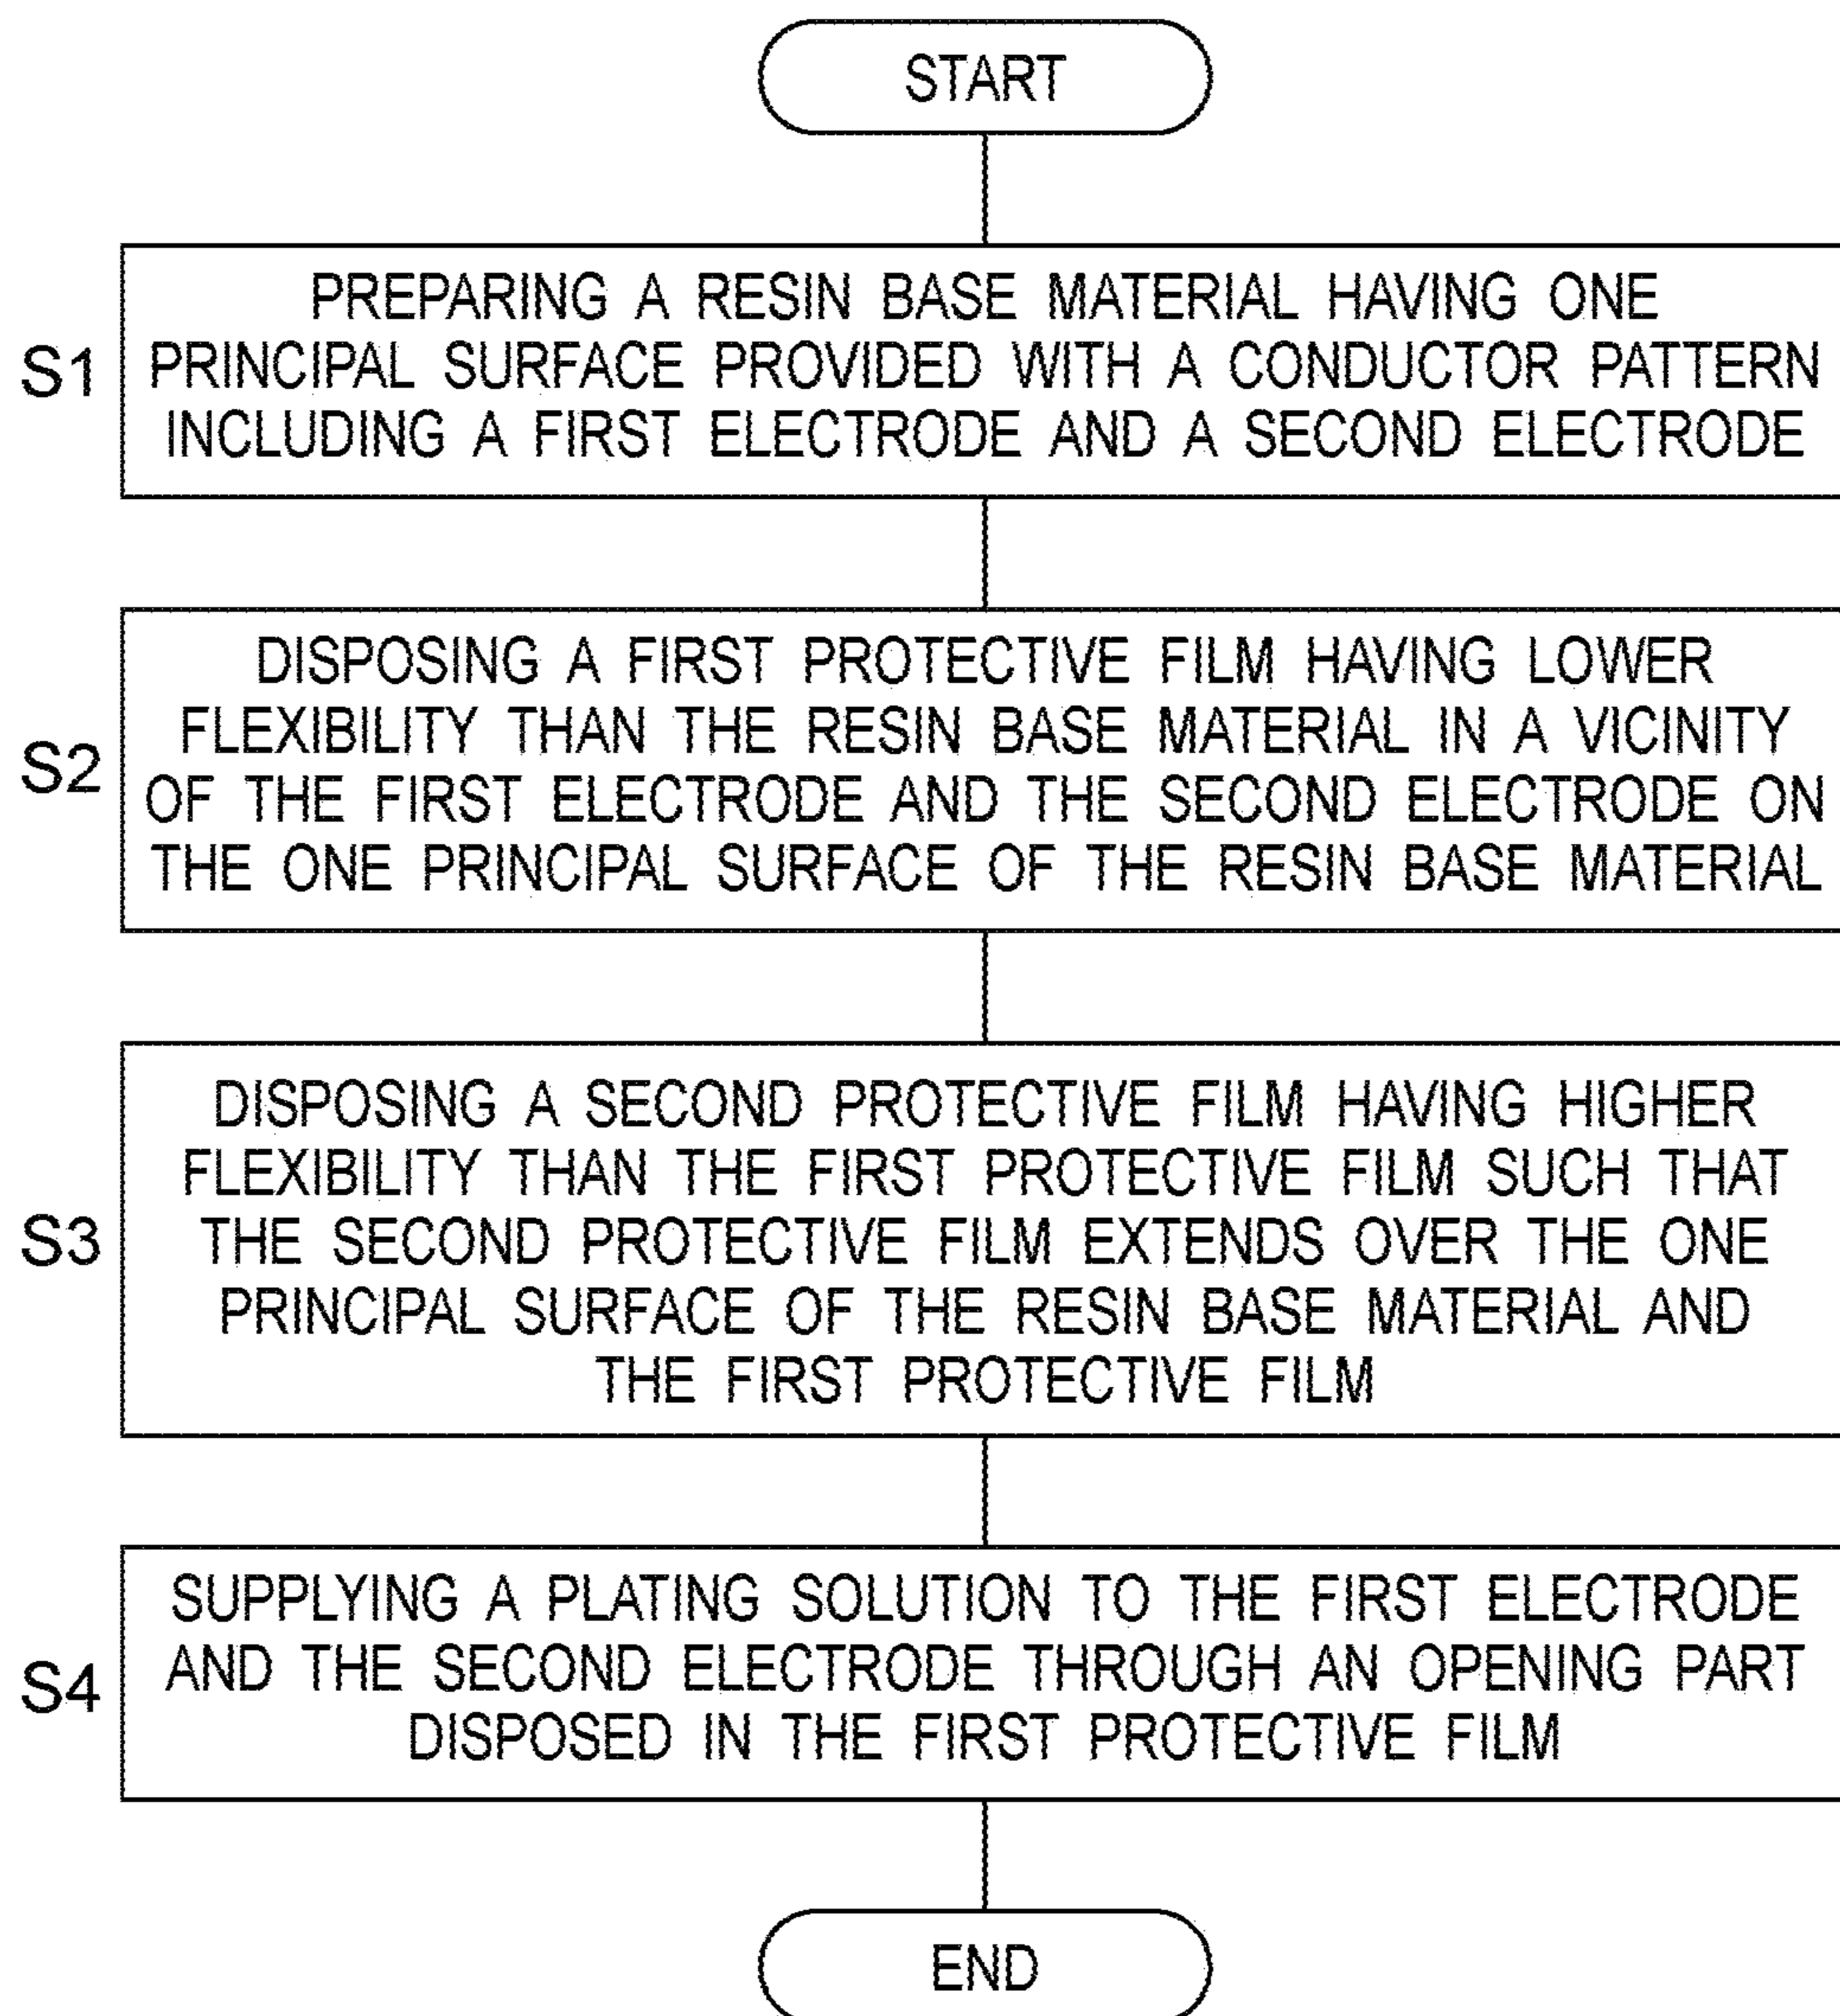 START
S1
PREPARING A RESIN BASE MATERIAL HAVING ONE
PRINCIPAL SURFACE PROVIDED WITH A CONDUCTOR PATTERN
INCLUDING A FIRST ELECTRODE AND A SECOND ELECTRODE
S2
DISPOSING A FIRST PROTECTIVE FILM HAVING LOWER
FLEXIBILITY THAN THE RESIN BASE MATERIAL IN A VICINITY
OF THE FIRST ELECTRODE AND THE SECOND ELECTRODE ON
THE ONE PRINCIPAL SURFACE OF THE RESIN BASE MATERIAL
S3
DISPOSING A SECOND PROTECTIVE FILM HAVING HIGHER
FLEXIBILITY THAN THE FIRST PROTECTIVE FILM SUCH THAT
THE SECOND PROTECTIVE FILM EXTENDS OVER THE ONE
PRINCIPAL SURFACE OF THE RESIN BASE MATERIAL AND
THE FIRST PROTECTIVE FILM
S4
SUPPLYING A PLATING SOLUTION TO THE FIRST ELECTRODE
AND THE SECOND ELECTRODE THROUGH AN OPENING PART
DISPOSED IN THE FIRST PROTECTIVE FILM
END